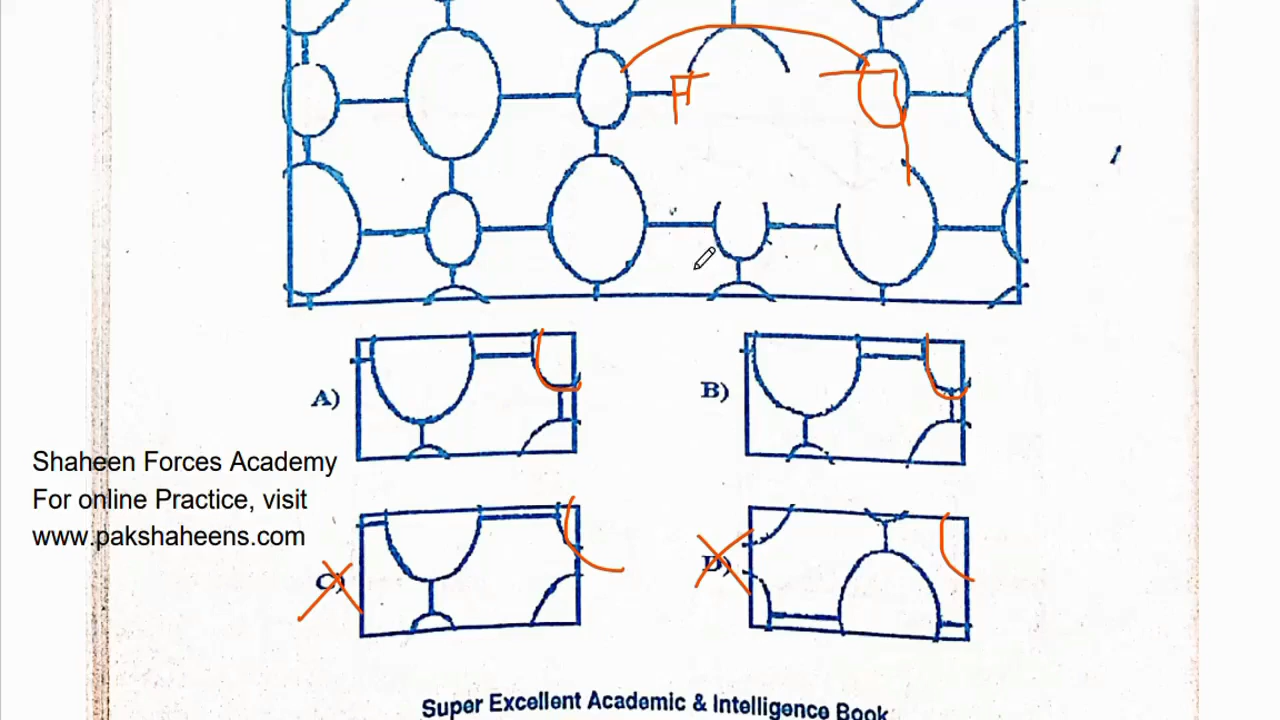 A)
B)
Shaheen Forces Academy
For online Practice, visit
www.pakshaheens.com
C)
D)
Super Excellent Academic & Intelligence Book